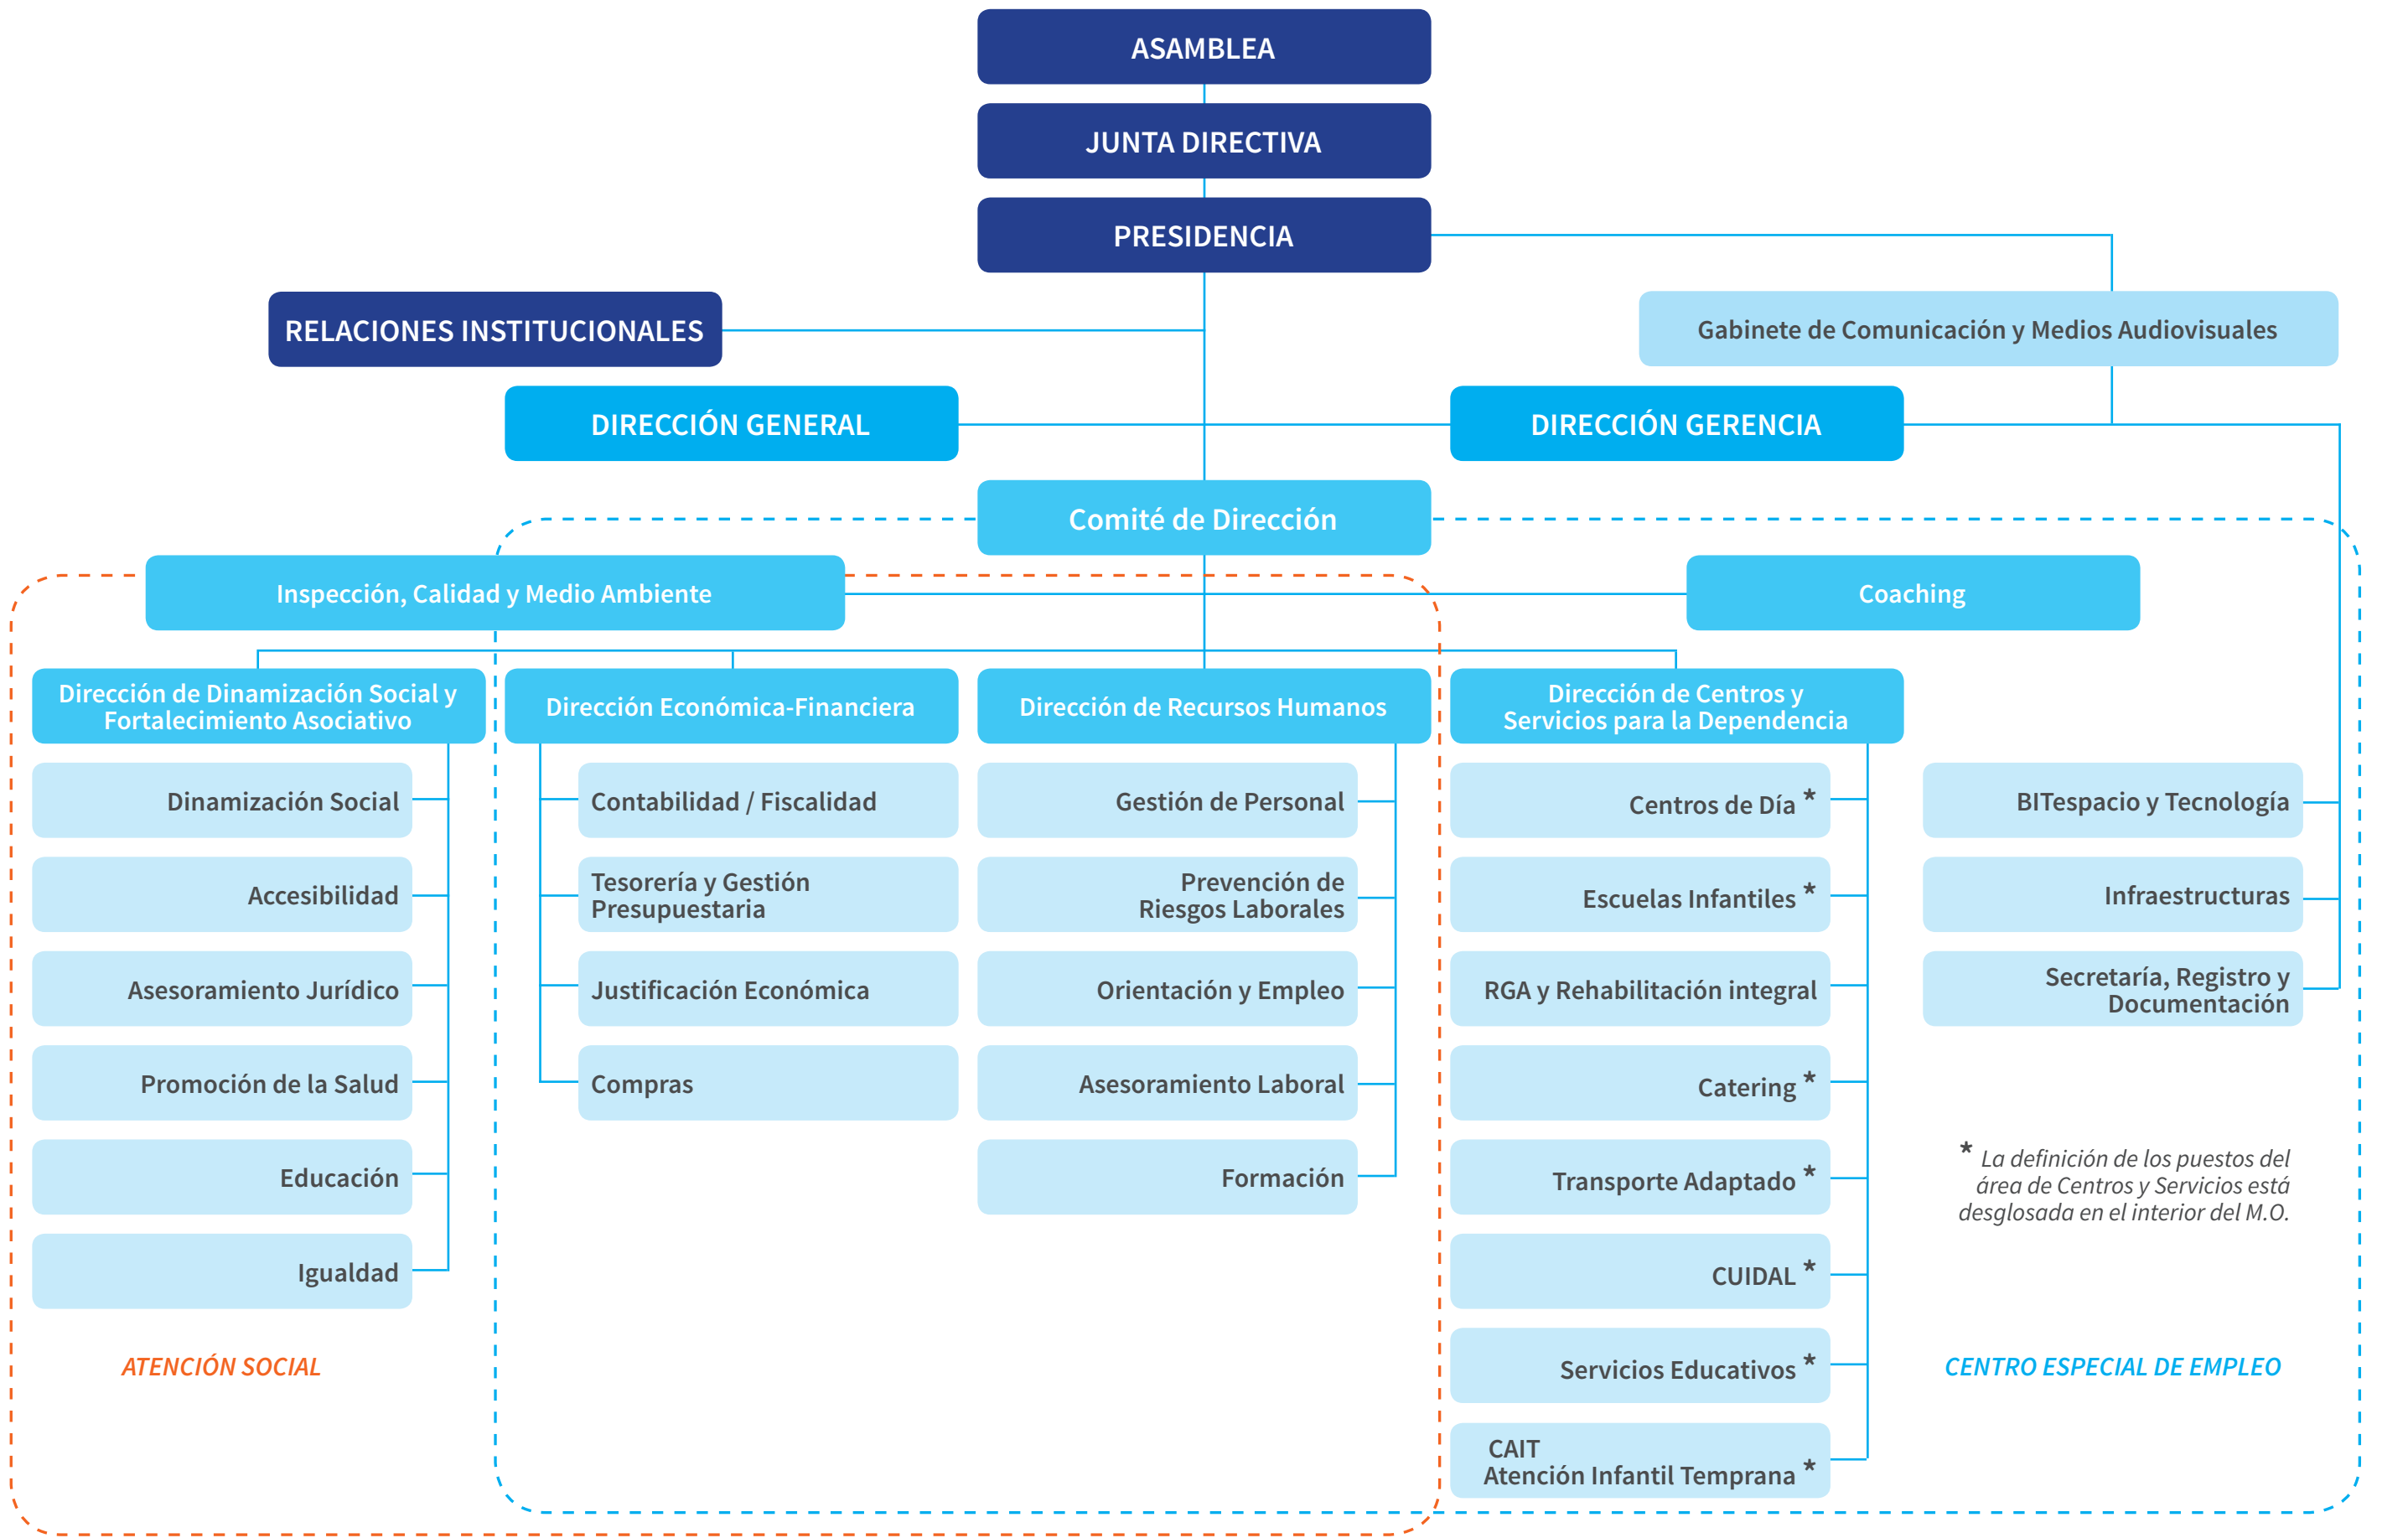 ASAMBLEA
JUNTA DIRECTIVA
PRESIDENCIA
RELACIONES INSTITUCIONALES
Gabinete de Comunicación y Medios Audiovisuales
DIRECCIÓN GENERAL
DIRECCIÓN GERENCIA
Comité de Dirección
Inspección, Calidad y Medio Ambiente
Coaching
Dirección de Dinamización Social y
Fortalecimiento Asociativo
Dinamización Social
Accesibilidad
Asesoramiento Jurídico
Promoción de la Salud
Educación
Igualdad
ATENCIÓN SOCIAL
Dirección Económica-Financiera
Contabilidad / Fiscalidad
Tesorería y Gestión
Presupuestaria
Justificación Económica
Compras
Dirección de Recursos Humanos
Gestión de Personal
Prevención de
Riesgos Laborales
Orientación y Empleo
Asesoramiento Laboral
Formación
Dirección de Centros y
Servicios para la Dependencia
Centros de Día *
Escuelas Infantiles *
RGA y Rehabilitación integral
Catering *
Transporte Adaptado *
CUIDAL *
Servicios Educativos *
CAIT
Atención Infantil Temprana *
BITespacio y Tecnología
Infraestructuras
Secretaría, Registro y
Documentación
* La definición de los puestos del
área de Centros y Servicios está
desglosada en el interior del M.O.
CENTRO ESPECIAL DE EMPLEO